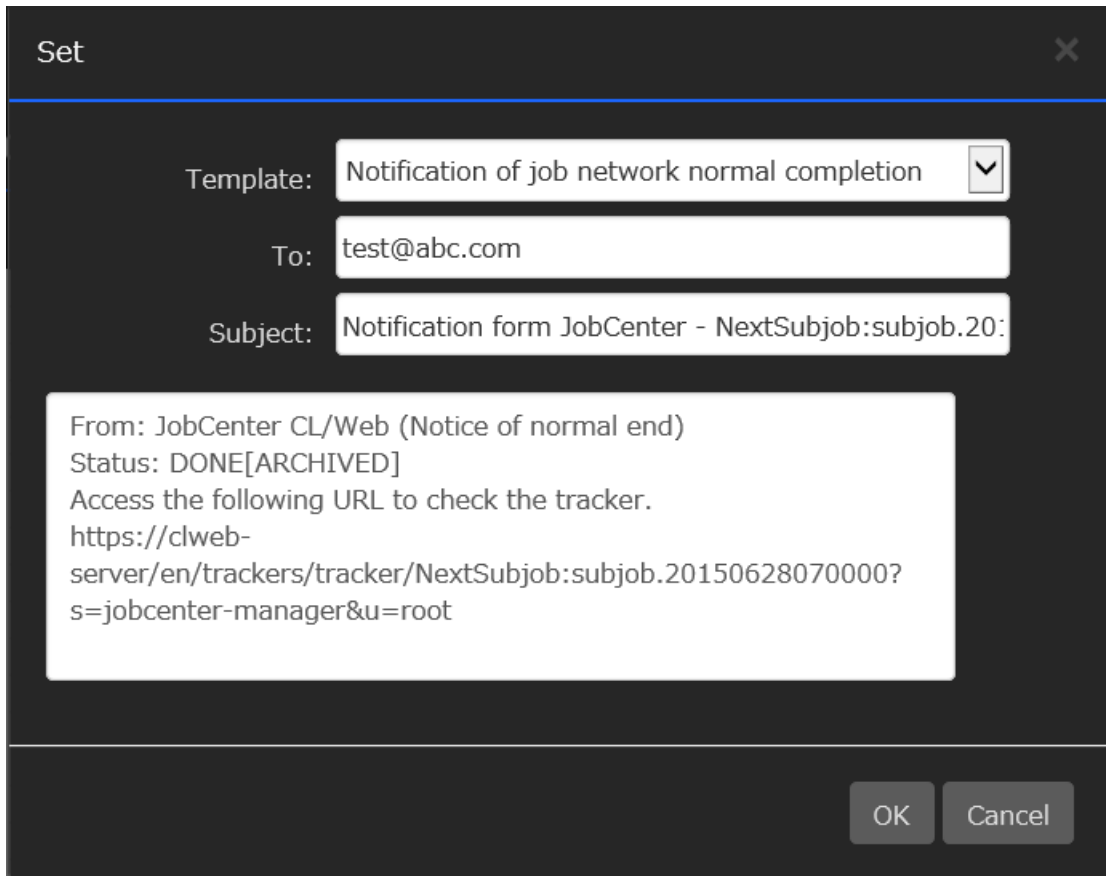 Set
Template: Notification of job network normal completion
To: test@abc.com
Subject: Notification form JobCenter - NextSubjob:subjob.201
From: JobCenter CL/Web (Notice of normal end)
Status: DONE[ARCHIVED]
Access the following URL to check the tracker.
https://clweb-
server/en/trackers/tracker/NextSubjob:subjob.20150628070000?
s=jobcenter-manager&u=root
OK Cancel